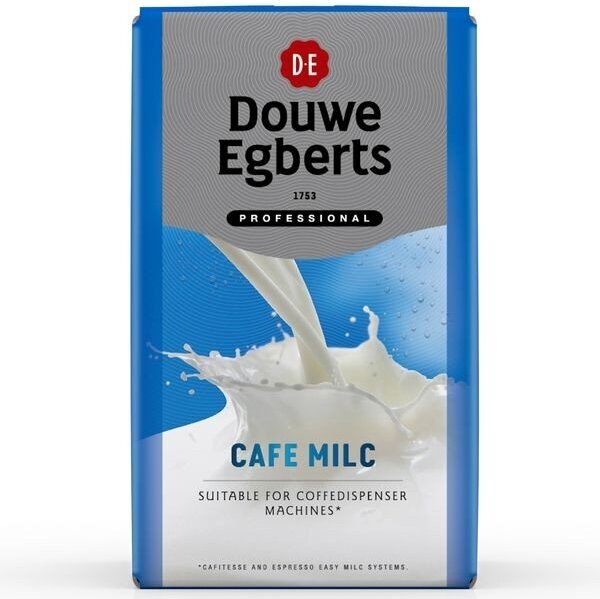 D·E
Douwe
Egberts
1753
PROFESSIONAL
CAFE MILC
SUITABLE FOR COFFEDISPENSER
MACHINES*
*CAFITESSE AND ESPRESSO EASY MILC SYSTEMS.